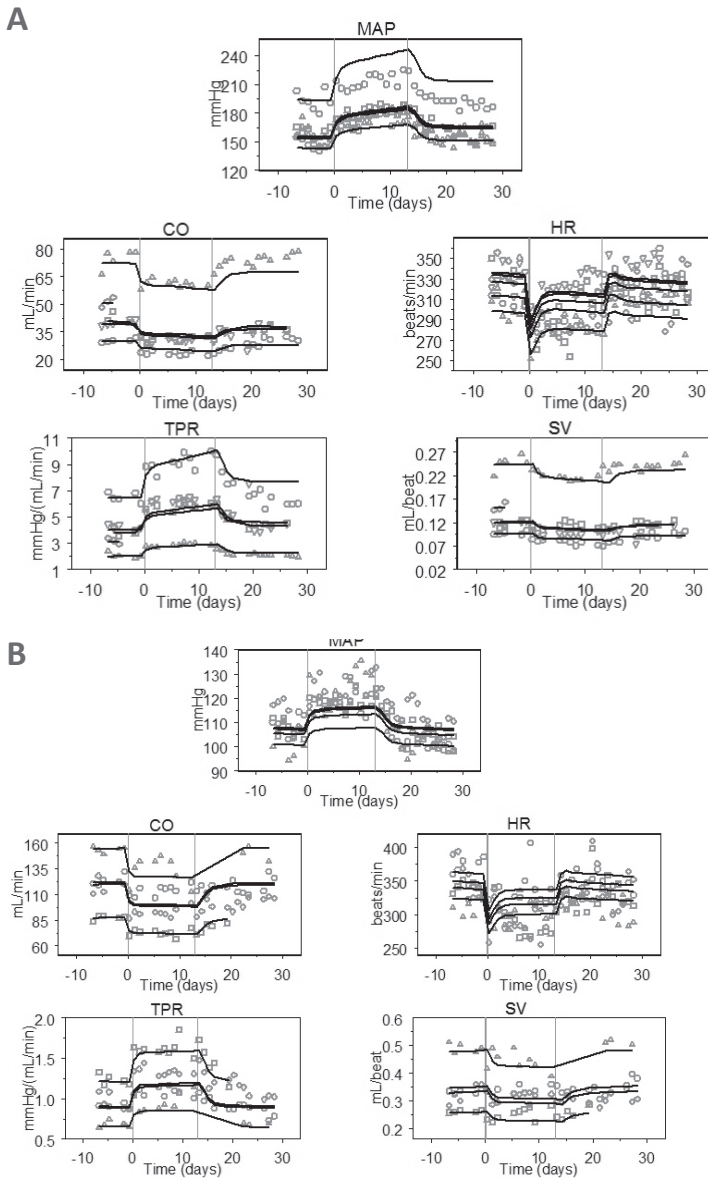 A
MAP
mmHg
240
210
180
150
120
-10 0 10 20 30
Time (days)
CO
mL/min
80
65
50
35
20
-10 0 10 20 30
Time (days)
HR
beats/min
350
330
310
290
270
250
-10 0 10 20 30
Time (days)
TPR
mmHg/(mL/min)
11
9
7
5
3
1
-10 0 10 20 30
Time (days)
SV
mL/beat
0.27
0.22
0.17
0.12
0.07
0.02
-10 0 10 20 30
Time (days)
B
MAP
mmHg
140
130
120
110
100
90
-10 0 10 20 30
Time (days)
CO
mL/min
160
135
110
85
60
-10 0 10 20 30
Time (days)
HR
beats/min
400
350
300
250
-10 0 10 20 30
Time (days)
TPR
mmHg/(mL/min)
2.0
1.5
1.0
0.5
-10 0 10 20 30
Time (days)
SV
mL/beat
0.6
0.5
0.4
0.3
0.2
-10 0 10 20 30
Time (days)